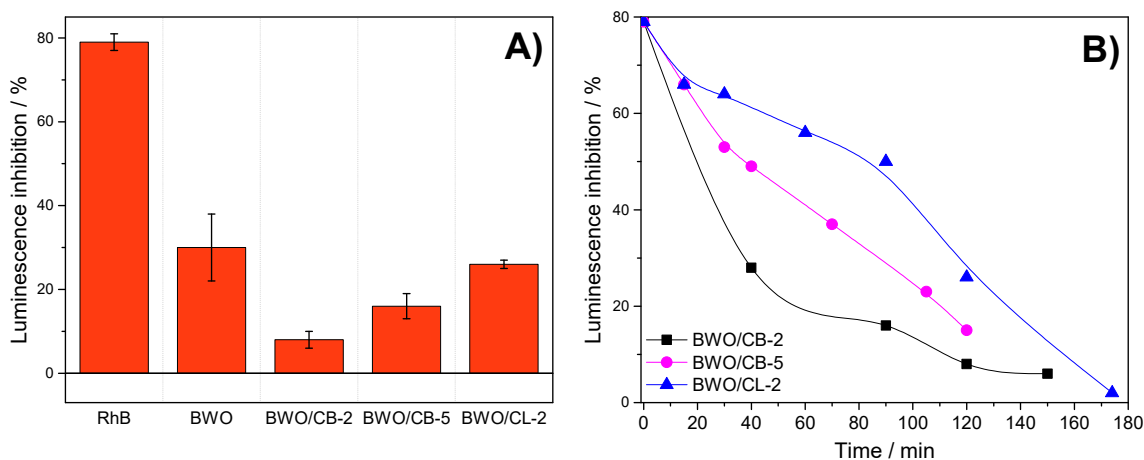 A)
Luminescence inhibition / %
80
60
40
20
0
RhB BWO BWO/CB-2 BWO/CB-5 BWO/CL-2
B)
Luminescence inhibition / %
80
60
40
20
0
BWO/CB-2
BWO/CB-5
BWO/CL-2
0 20 40 60 80 100 120 140 160 180
Time / min